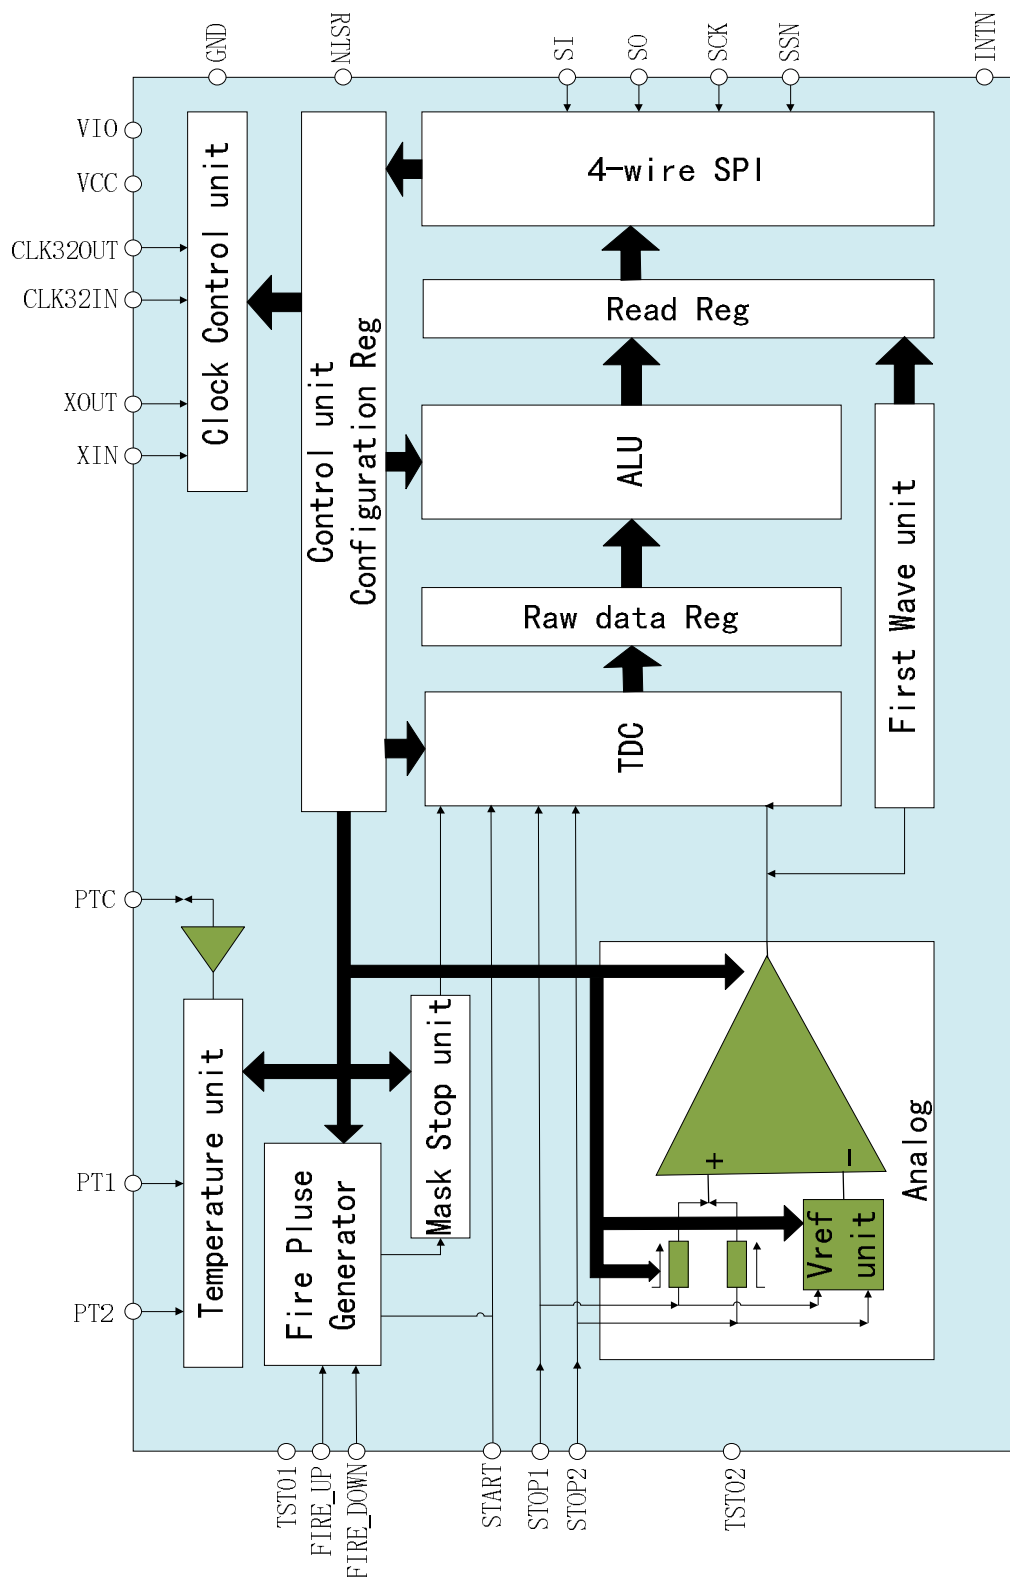 GND
RSTN
SI
SO
SCK
SSN
INTN
VIO
VCC
CLK32OUT
CLK32IN
XOUT
XIN
Clock Control unit
Control unit
Configuration Reg
4-wire SPI
Read Reg
ALU
Raw data Reg
TDC
First Wave unit
PTC
PT1
PT2
Temperature unit
Fire Pluse
Generator
Mask Stop unit
+
−
Vref
unit
Analog
TSTO1
FIRE_UP
FIRE_DOWN
START
STOP1
STOP2
TSTO2